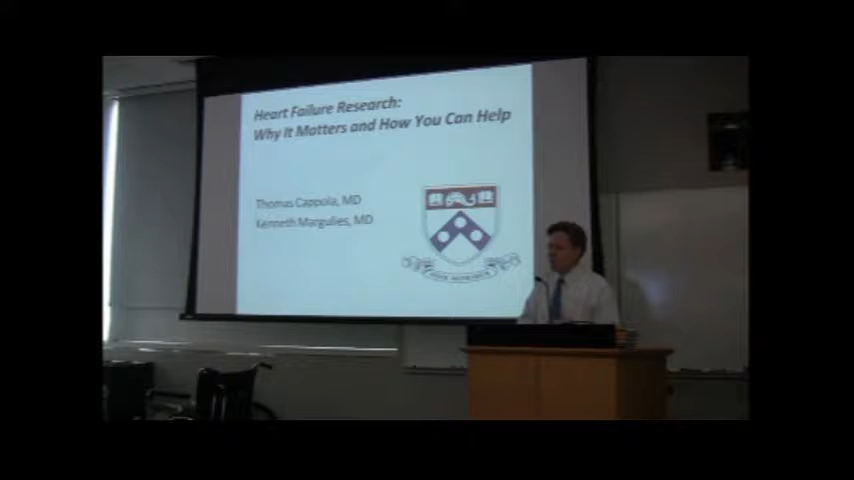 Heart Failure Research:
Why It Matters and How You Can Help
Thomas Cappola, MD
Kenneth Margulies, MD